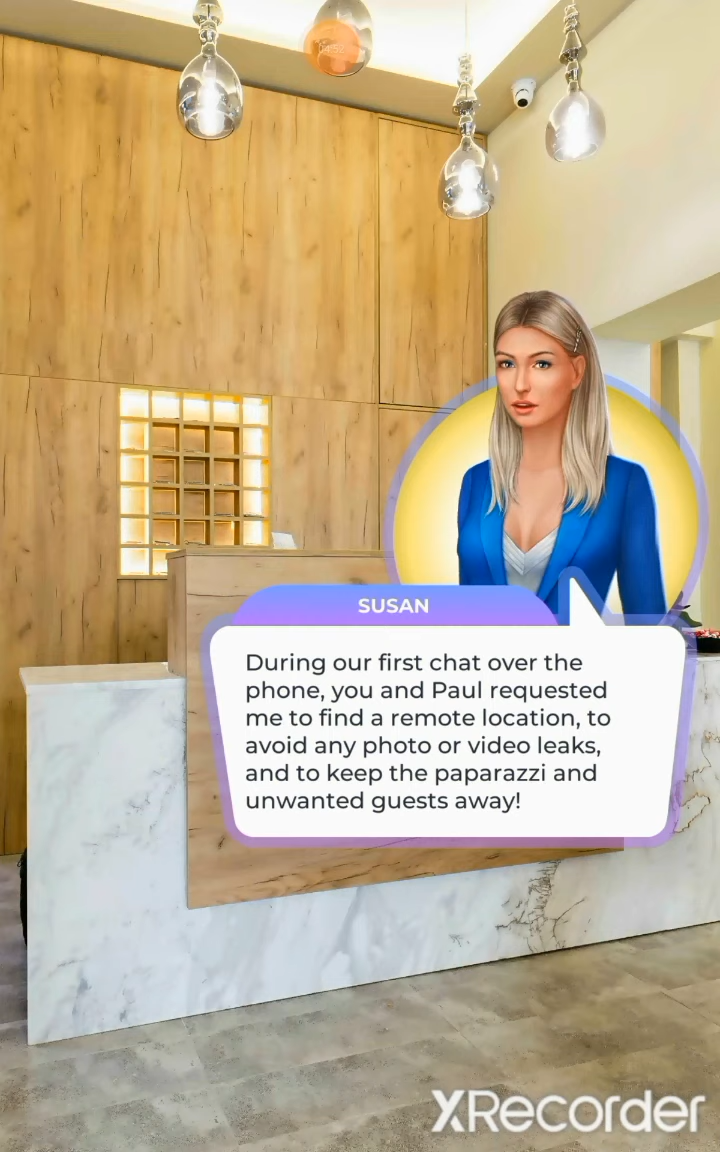 SUSAN
During our first chat over the
phone, you and Paul requested
me to find a remote location, to
avoid any photo or video leaks,
and to keep the paparazzi and
unwanted guests away!
XRecorder